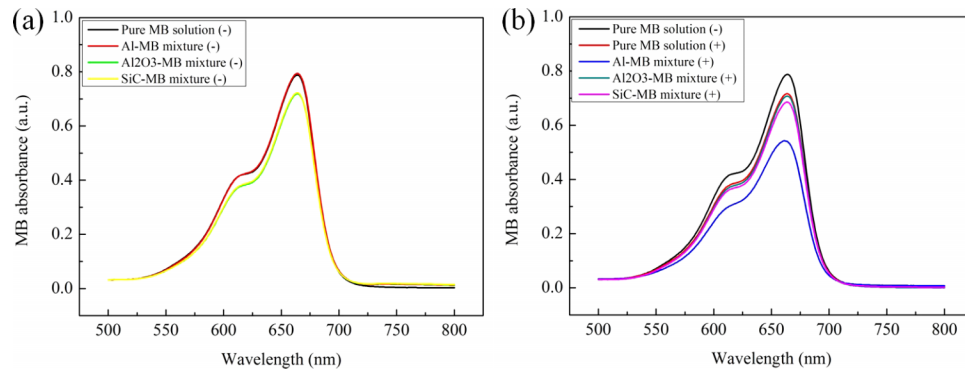 (a)
1.0
0.8
0.6
0.4
0.2
0.0
MB absorbance (a.u.)
Pure MB solution (-)
Al-MB mixture (-)
Al2O3-MB mixture (-)
SiC-MB mixture (-)
500 550 600 650 700 750 800
Wavelength (nm)
(b)
1.0
0.8
0.6
0.4
0.2
0.0
MB absorbance (a.u.)
Pure MB solution (-)
Pure MB solution (+)
Al-MB mixture (+)
Al2O3-MB mixture (+)
SiC-MB mixture (+)
500 550 600 650 700 750 800
Wavelength (nm)